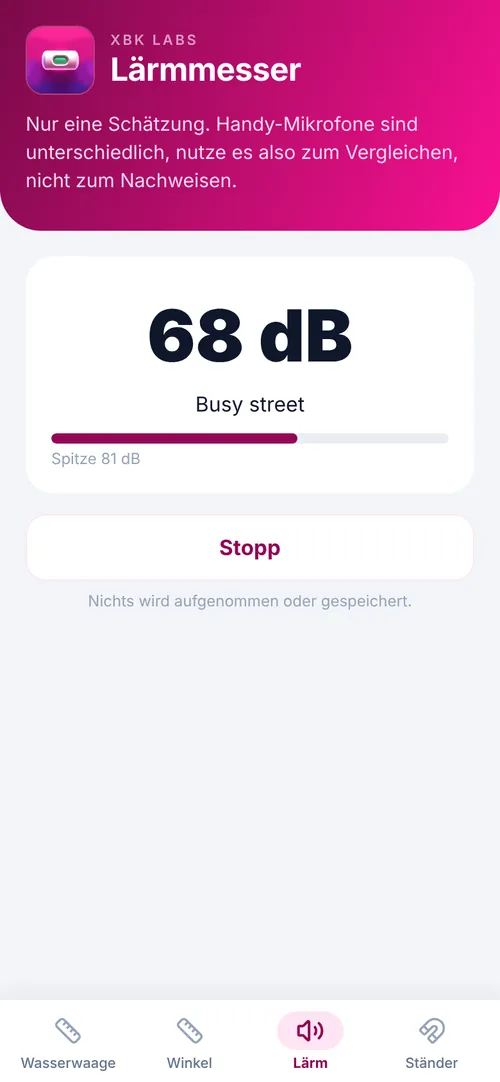 XBK LABS
Lärmmesser
Nur eine Schätzung. Handy-Mikrofone sind
unterschiedlich, nutze es also zum Vergleichen,
nicht zum Nachweisen.
68 dB
Busy street
Spitze 81 dB
Stopp
Nichts wird aufgenommen oder gespeichert.
Wasserwaage
Winkel
Lärm
Ständer